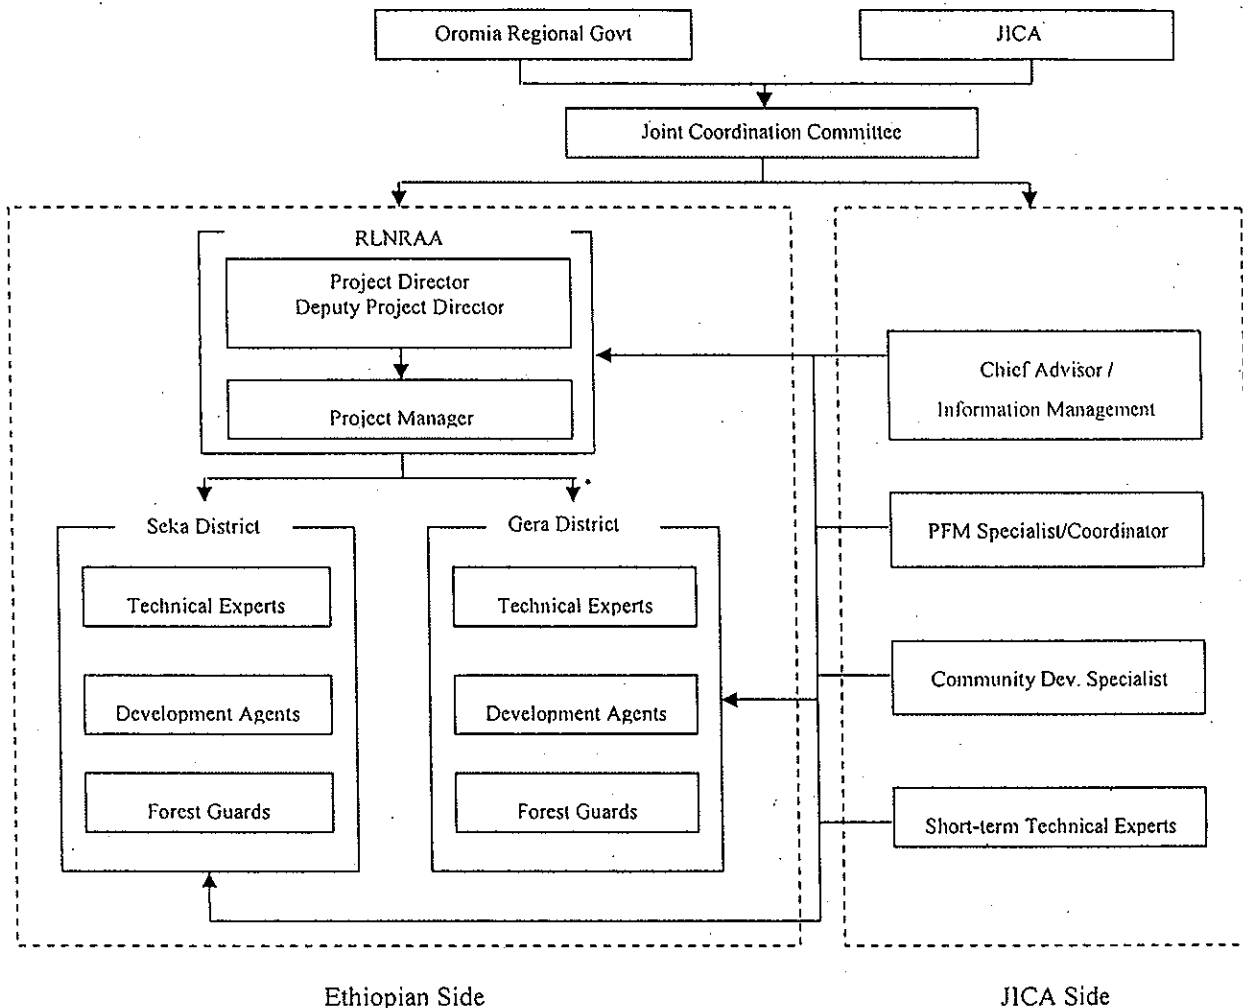 Oromia Regional Govt
JICA
Joint Coordination Committee
RLNRAA
Project Director
Deputy Project Director
Project Manager
Chief Advisor /
Information Management
Seka District
Gera District
PFM Specialist/Coordinator
Technical Experts
Technical Experts
Community Dev. Specialist
Development Agents
Development Agents
Forest Guards
Forest Guards
Short-term Technical Experts
Ethiopian Side
JICA Side